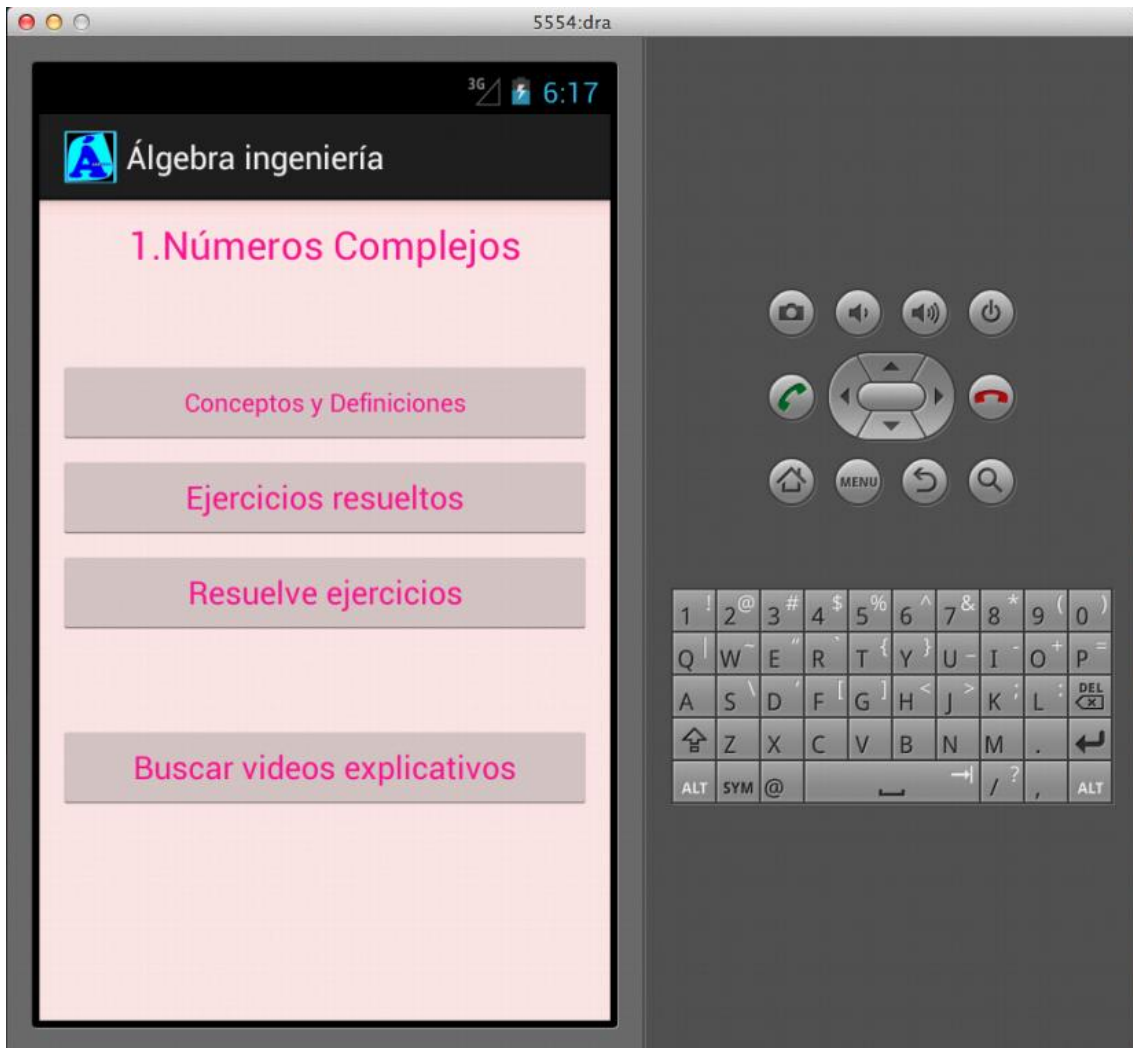 5554:dra
3G 6:17
Álgebra ingeniería
1.Números Complejos
Conceptos y Definiciones
Ejercicios resueltos
Resuelve ejercicios
Buscar videos explicativos
MENU
1 ! 2 @ 3 # 4 $ 5 % 6 ^ 7 & 8 * 9 ( 0 )
Q | W ~ E " R ` T { Y } U _ I - O + P =
A S \ D ' F [ G ] H < J > K ; L : DEL
Z X C V B N M .
ALT SYM @ / ? , ALT